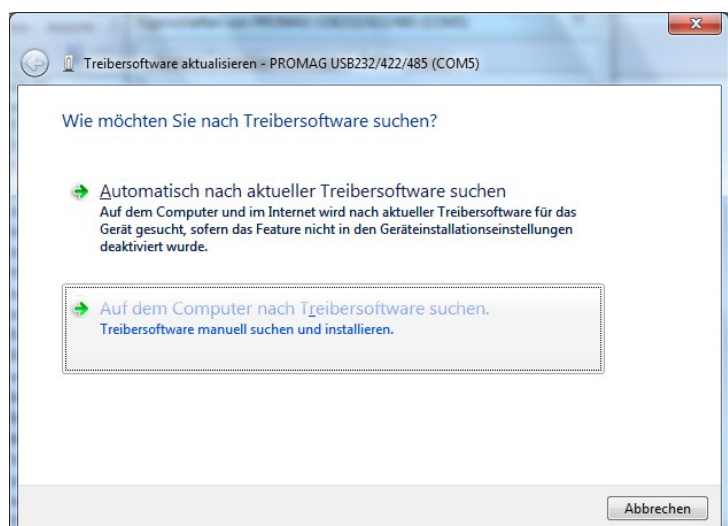 Treibersoftware aktualisieren - PROMAG USB232/422/485 (COM5)
Wie möchten Sie nach Treibersoftware suchen?
Automatisch nach aktueller Treibersoftware suchen
Auf dem Computer und im Internet wird nach aktueller Treibersoftware für das
Gerät gesucht, sofern das Feature nicht in den Geräteinstallationseinstellungen
deaktiviert wurde.
Auf dem Computer nach Treibersoftware suchen.
Treibersoftware manuell suchen und installieren.
Abbrechen